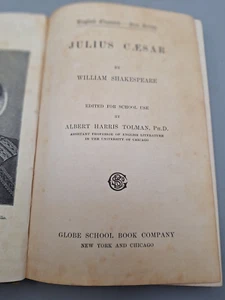 JULIUS CÆSAR
BY
WILLIAM SHAKESPEARE
EDITED FOR SCHOOL USE
BY
ALBERT HARRIS TOLMAN, PH.D.
ASSISTANT PROFESSOR OF ENGLISH LITERATURE
IN THE UNIVERSITY OF CHICAGO
GLOBE SCHOOL BOOK COMPANY
NEW YORK AND CHICAGO